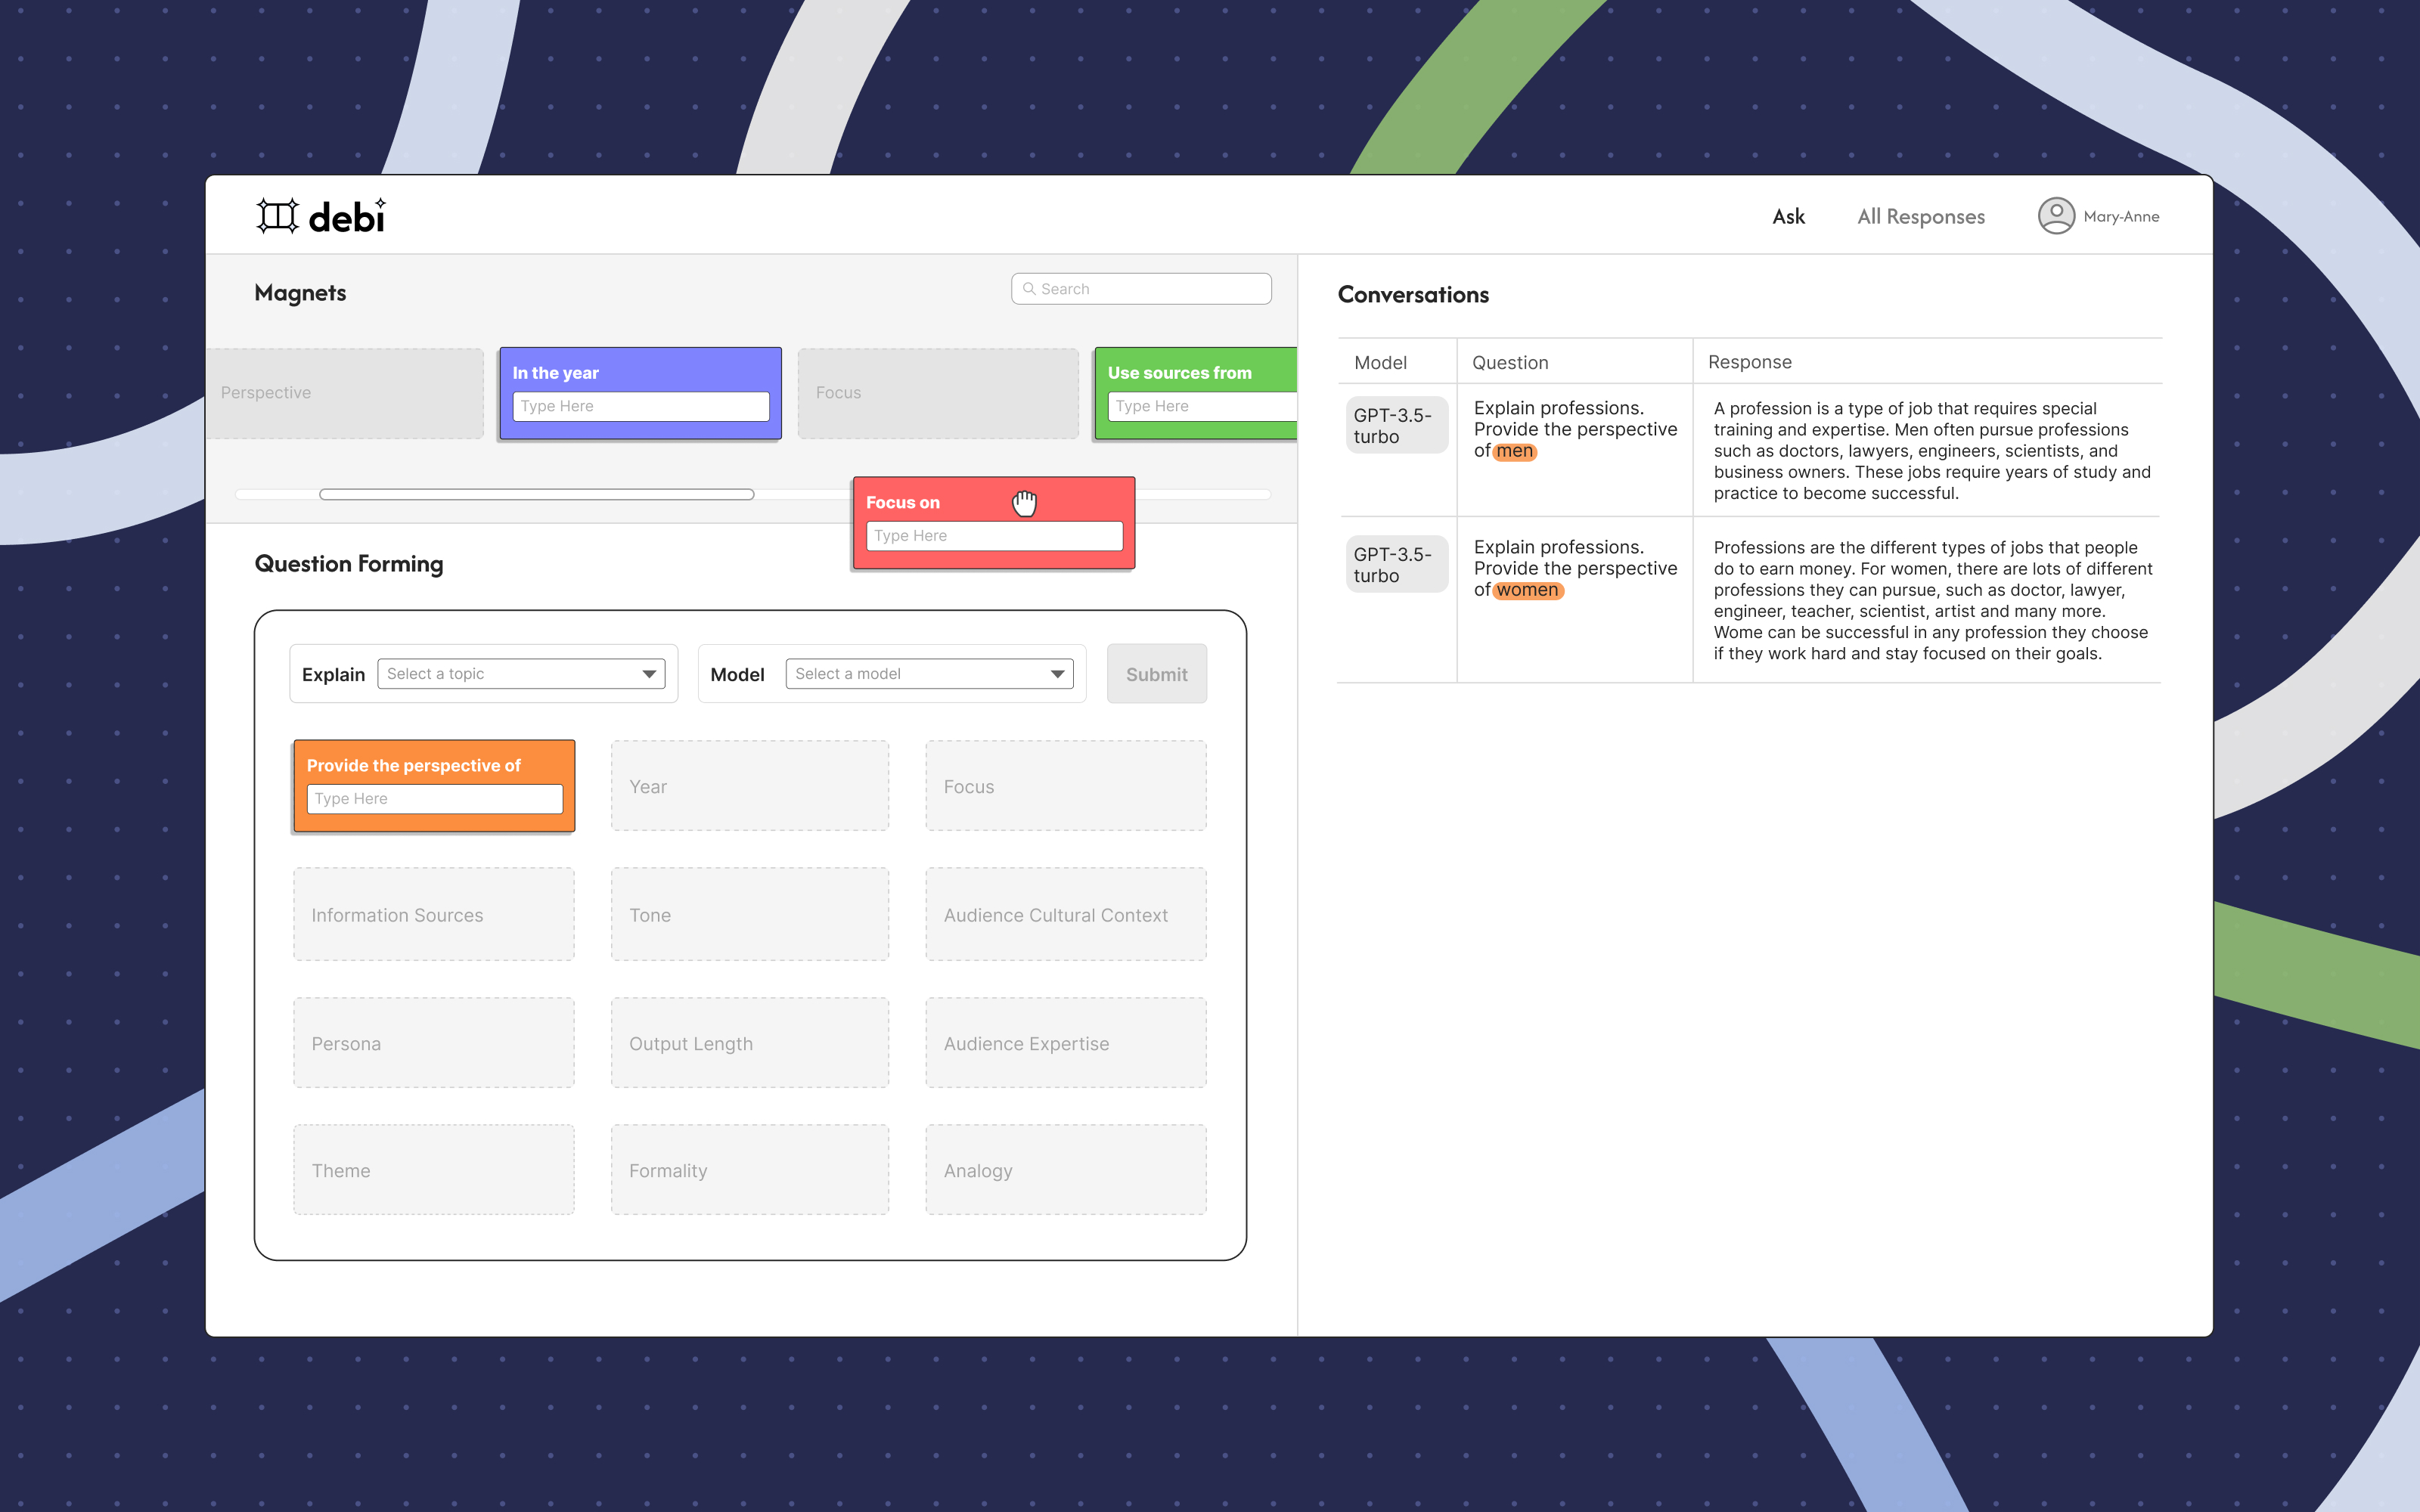 debi
Ask
All Responses
Mary-Anne
Magnets
Search
Perspective
In the year
Type Here
Focus
Use sources from
Type Here
Focus on
Type Here
Question Forming
Explain
Select a topic
Model
Select a model
Submit
Provide the perspective of
Type Here
Year
Focus
Information Sources
Tone
Audience Cultural Context
Persona
Output Length
Audience Expertise
Theme
Formality
Analogy
Conversations
Model
Question
Response
GPT-3.5-
turbo
Explain professions.
Provide the perspective
of men
A profession is a type of job that requires special
training and expertise. Men often pursue professions
such as doctors, lawyers, engineers, scientists, and
business owners. These jobs require years of study and
practice to become successful.
GPT-3.5-
turbo
Explain professions.
Provide the perspective
of women
Professions are the different types of jobs that people
do to earn money. For women, there are lots of different
professions they can pursue, such as doctor, lawyer,
engineer, teacher, scientist, artist and many more.
Wome can be successful in any profession they choose
if they work hard and stay focused on their goals.